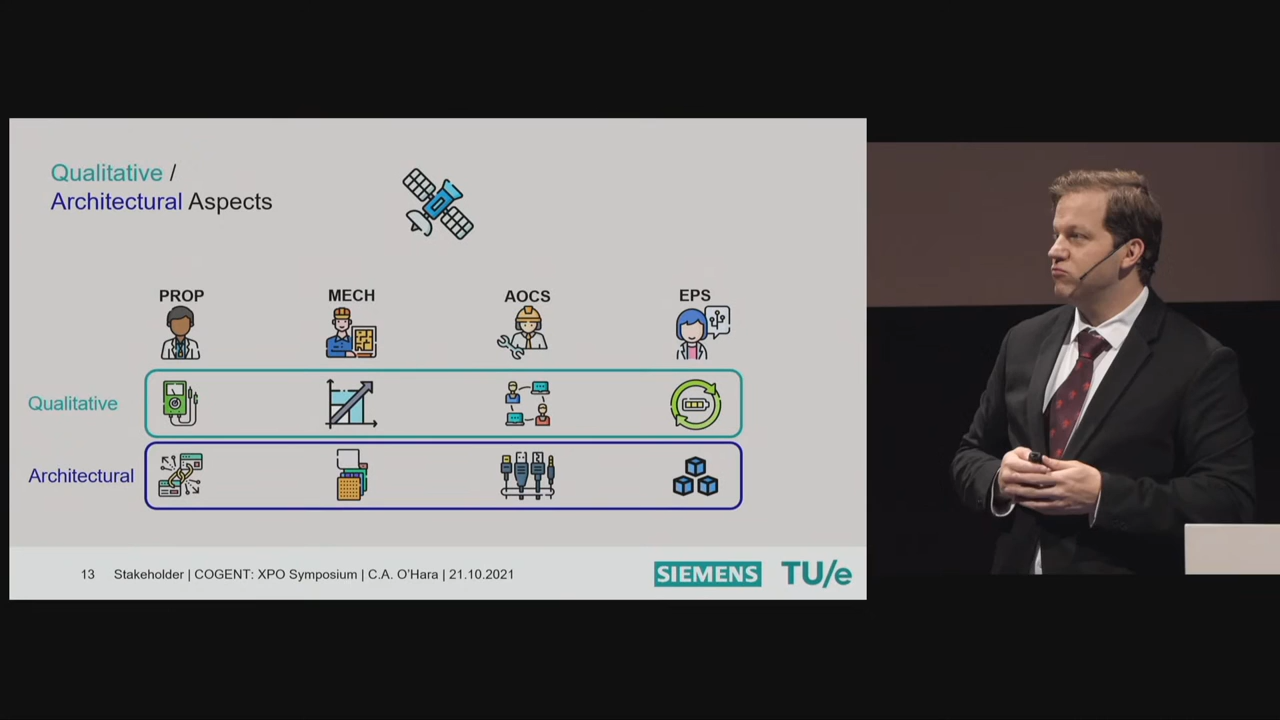 Qualitative /
Architectural Aspects
PROP
MECH
AOCS
EPS
Qualitative
Architectural
13 Stakeholder | COGENT: XPO Symposium | C.A. O'Hara | 21.10.2021
SIEMENS
TU/e